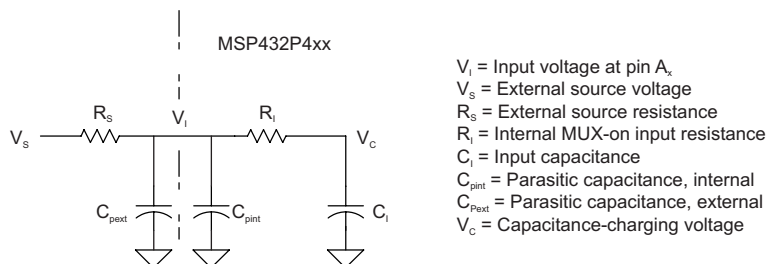 MSP432P4xx
V_S
R_S
V_I
R_I
V_C
C_pext
C_pint
C_I
V_I = Input voltage at pin A_x
V_S = External source voltage
R_S = External source resistance
R_I = Internal MUX-on input resistance
C_I = Input capacitance
C_pint = Parasitic capacitance, internal
C_Pext = Parasitic capacitance, external
V_C = Capacitance-charging voltage